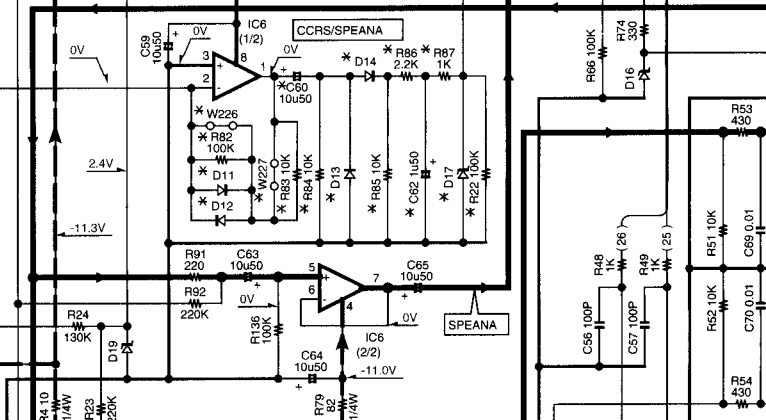 C59
10u50
0V
IC6
(1/2)
CCRS/SPEANA
0V
0V
3
8
+
1
2
-
*
C60
10u50
+
*
D14
*
R86
2.2K
*
R87
1K
R66 100K
R74
330
D16
R53
430
*
W226
*
R82
100K
*
D11
*
D12
*
W227
*
R83 10K
*
R84 10K
*
D13
*
R85 10K
*
C62 1u50
+
*
D17
*
R22 100K
2.4V
-11.3V
R91
220
C63
10u50
+
R92
220K
0V
R136
100K
5
+
6
-
7
4
C65
10u50
+
0V
SPEANA
IC6
(2/2)
R24
130K
D19
C64
10u50
+
-11.0V
R79
82
1/4W
R4 10
1/4W
R23
220K
26
25
R48
1K
R49
1K
C56 100P
C57 100P
R51 10K
C69 0.01
R52 10K
C70 0.01
R54
430